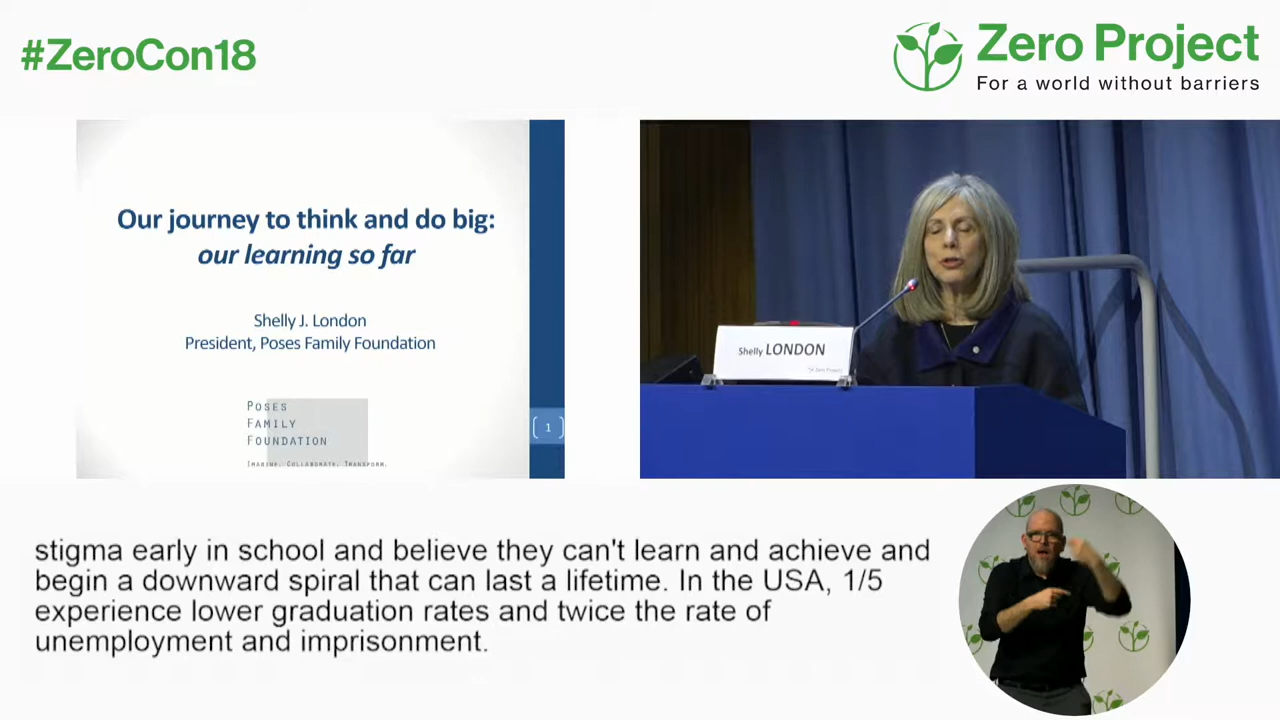 #ZeroCon18
Zero Project
For a world without barriers
Our journey to think and do big:
our learning so far
Shelly J. London
President, Poses Family Foundation
POSES
FAMILY
FOUNDATION
IMAGINE. COLLABORATE. TRANSFORM.
[ 1 ]
Shelly LONDON
stigma early in school and believe they can't learn and achieve and
begin a downward spiral that can last a lifetime. In the USA, 1/5
experience lower graduation rates and twice the rate of
unemployment and imprisonment.